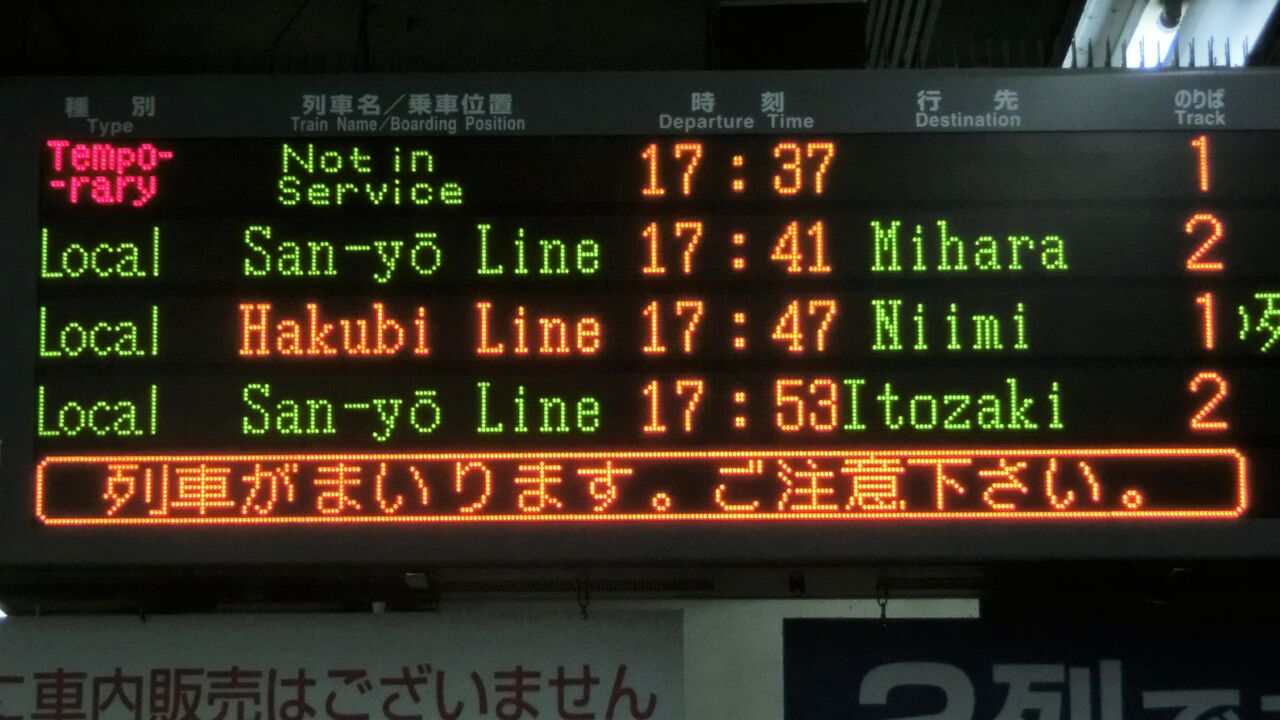 種別 列車名／乗車位置 時刻 行先 のりば
Type Train Name/Boarding Position Departure Time Destination Track
Tempo- Not in 17:37 1
-rary Service
Local San-yō Line 17:41 Mihara 2
Local Hakubi Line 17:47 Niimi 1
Local San-yō Line 17:53 Itozaki 2
列車がまいります。ご注意下さい。
に車内販売はございません
2列で